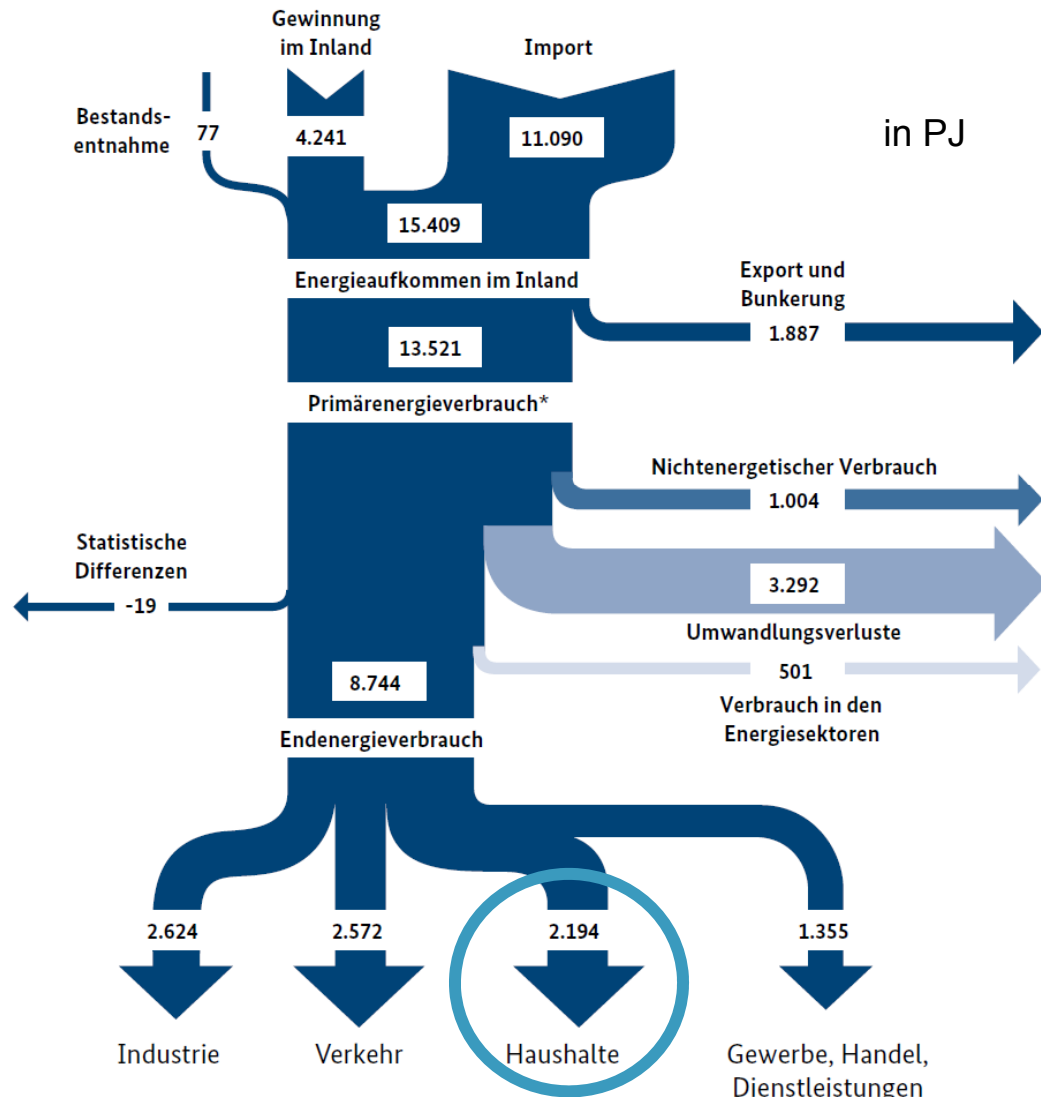 Gewinnung
im Inland
Import
Bestands-
entnahme
77
4.241
11.090
in PJ
15.409
Energieaufkommen im Inland
Export und
Bunkerung
1.887
13.521
Primärenergieverbrauch*
Nichtenergetischer Verbrauch
1.004
Statistische
Differenzen
-19
3.292
Umwandlungsverluste
501
Verbrauch in den
Energiesektoren
8.744
Endenergieverbrauch
2.624
2.572
2.194
1.355
Industrie
Verkehr
Haushalte
Gewerbe, Handel,
Dienstleistungen